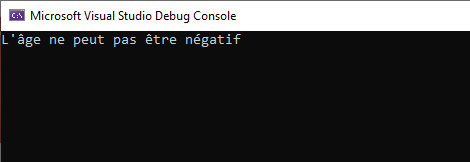 Microsoft Visual Studio Debug Console
L'âge ne peut pas être négatif